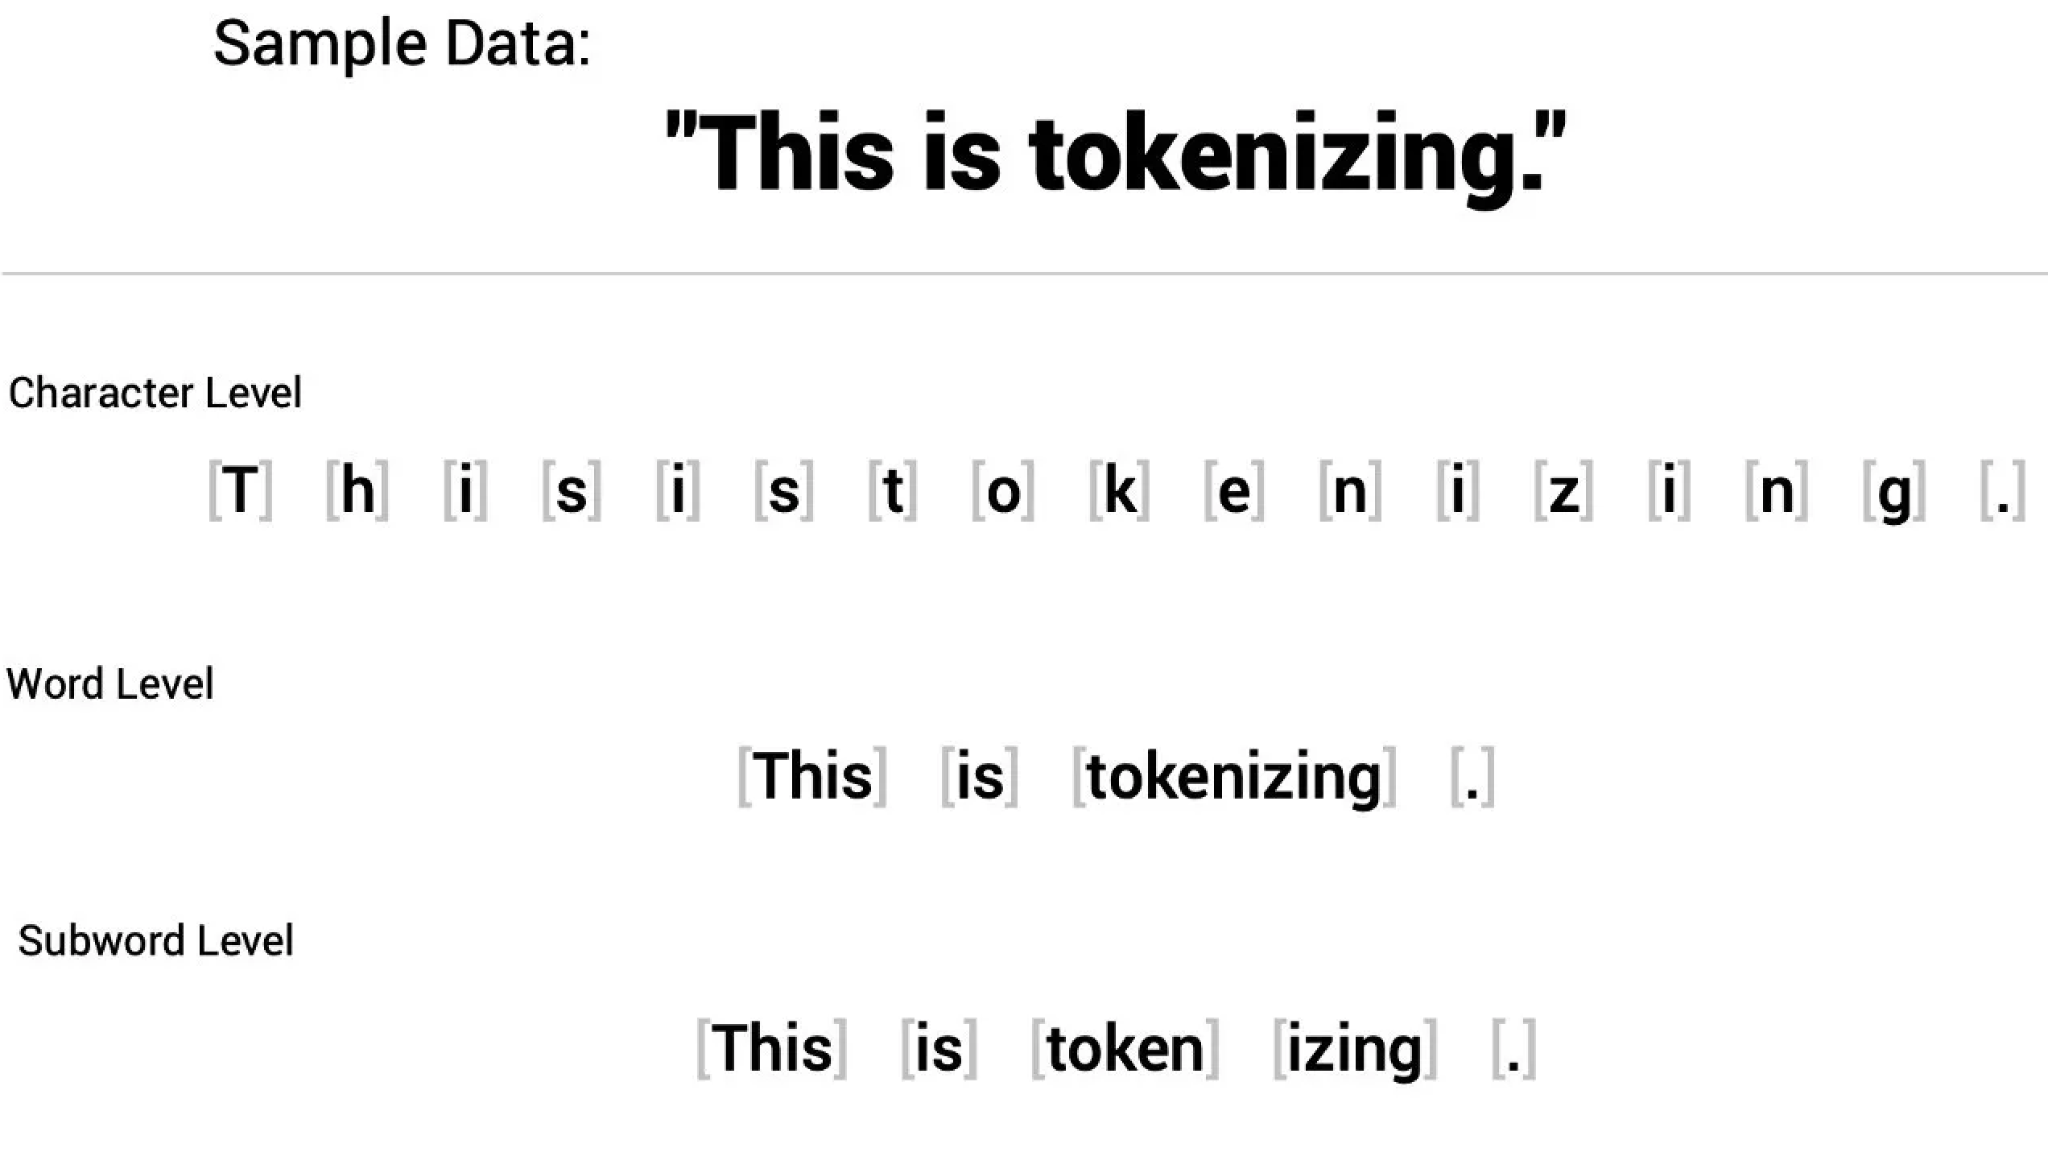 Sample Data:
"This is tokenizing."
Character Level
[T] [h] [i] [s] [i] [s] [t] [o] [k] [e] [n] [i] [z] [i] [n] [g] [.]
Word Level
[This] [is] [tokenizing] [.]
Subword Level
[This] [is] [token] [izing] [.]